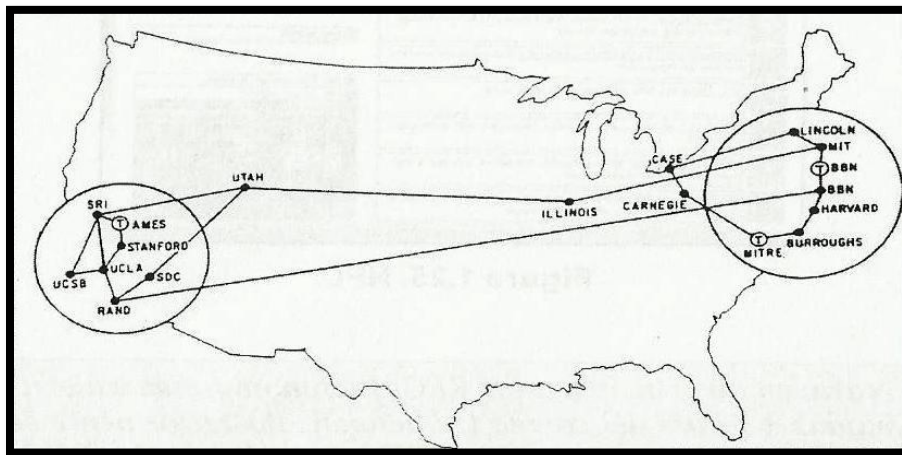 LINCOLN
MIT
CASE
BBN
UTAH
BBN
SRI
ILLINOIS
CARNEGIE
HARVARD
T
AMES
T
STANFORD
BURROUGHS
T
MITRE
UCLA
SDC
UCSB
RAND